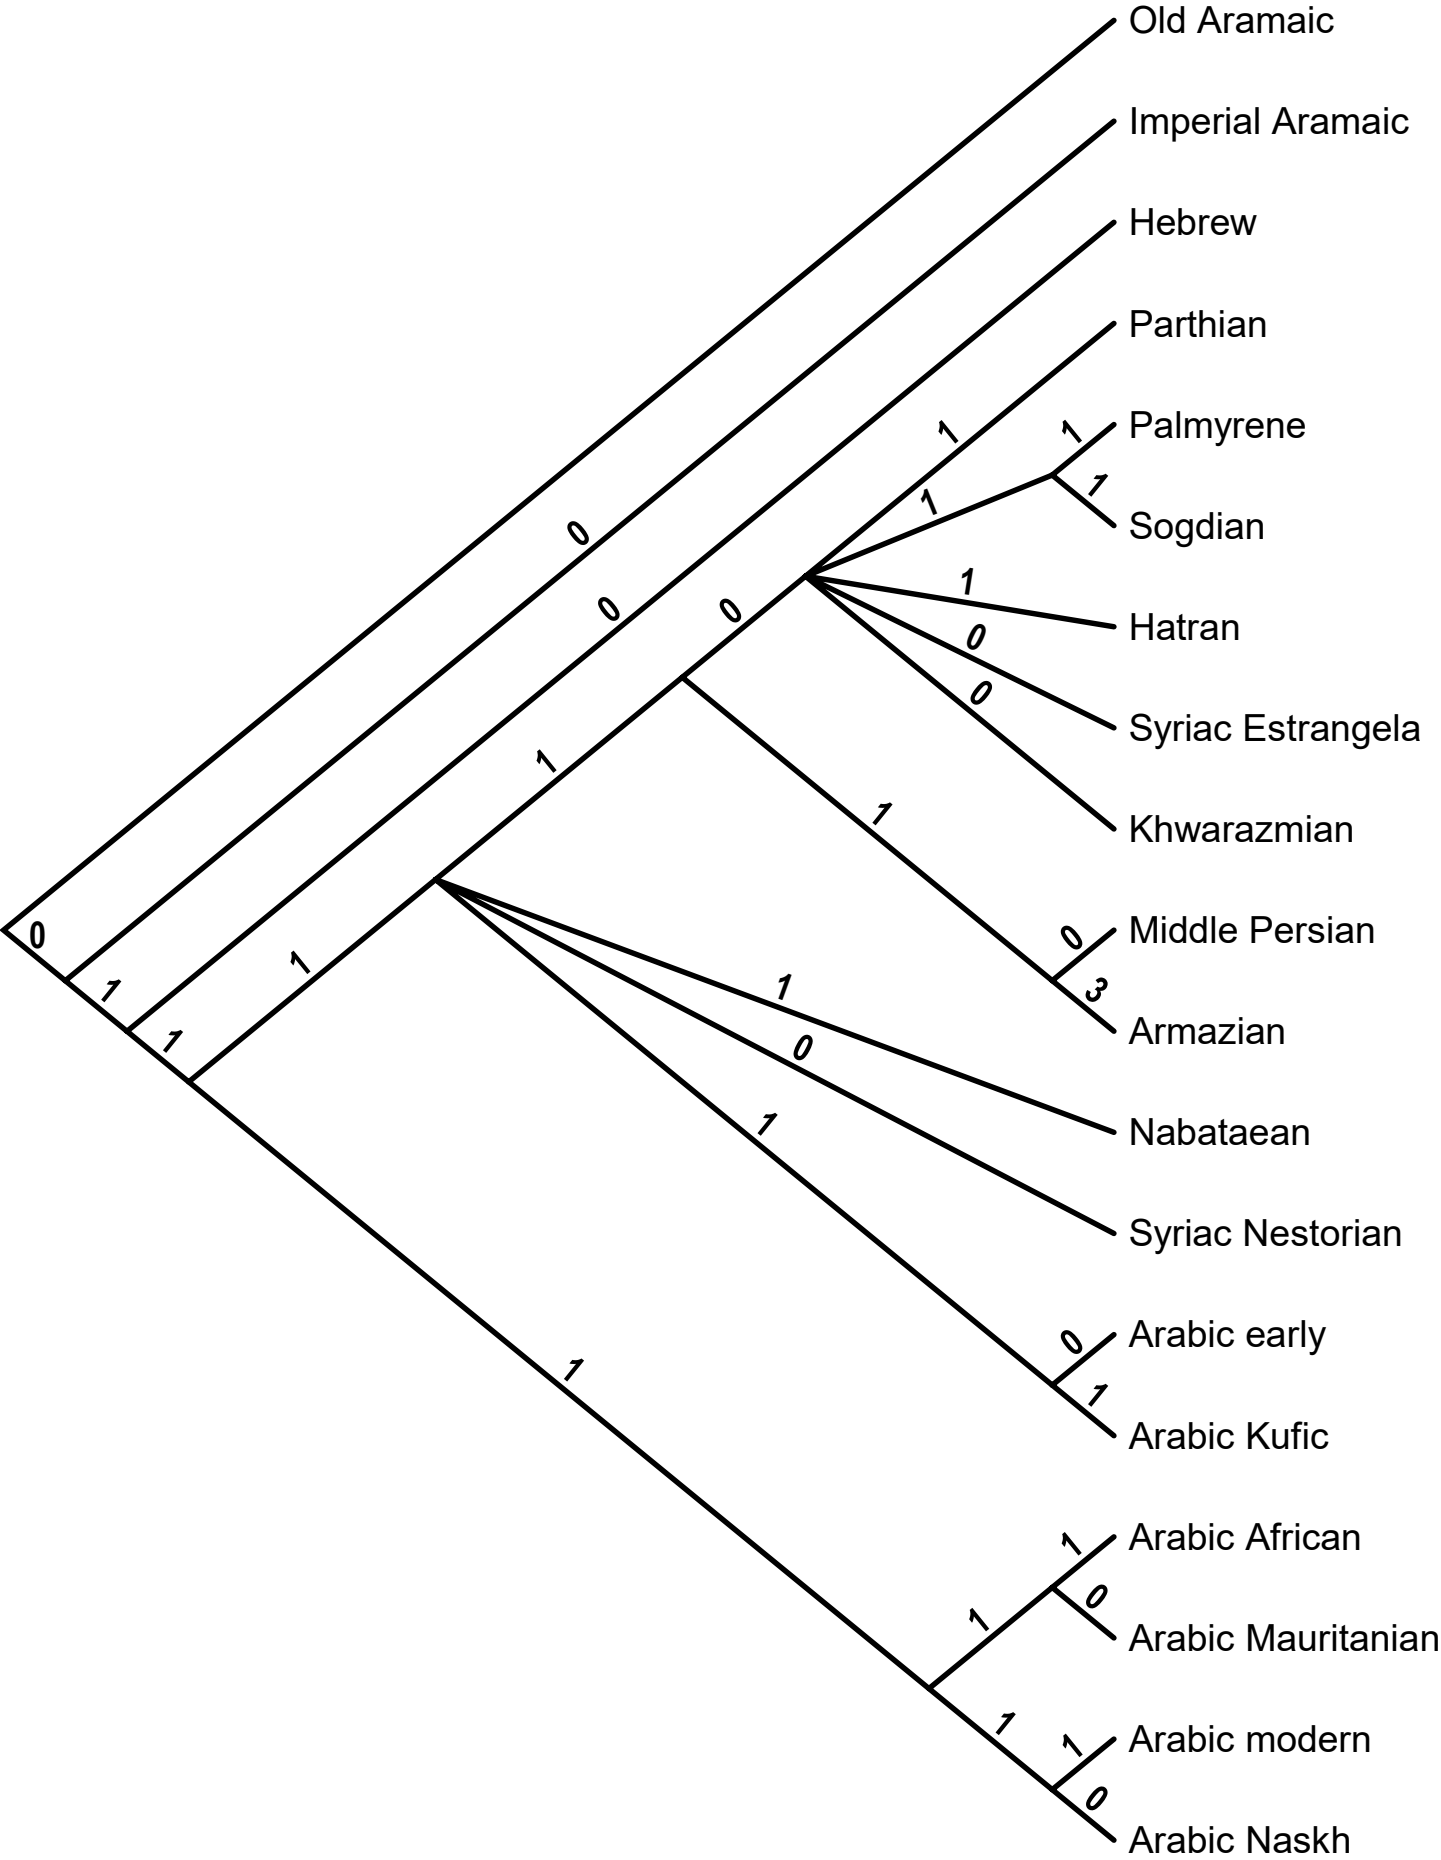 Old Aramaic
Imperial Aramaic
Hebrew
Parthian
1
1
Palmyrene
1
1
Sogdian
0
1
Hatran
0
0
0
Syriac Estrangela
0
1
Khwarazmian
1
0
Middle Persian
0
1
1
3
Armazian
1
1
0
Nabataean
1
Syriac Nestorian
0
Arabic early
1
1
Arabic Kufic
1
Arabic African
1
0
Arabic Mauritanian
1
1
Arabic modern
0
Arabic Naskh